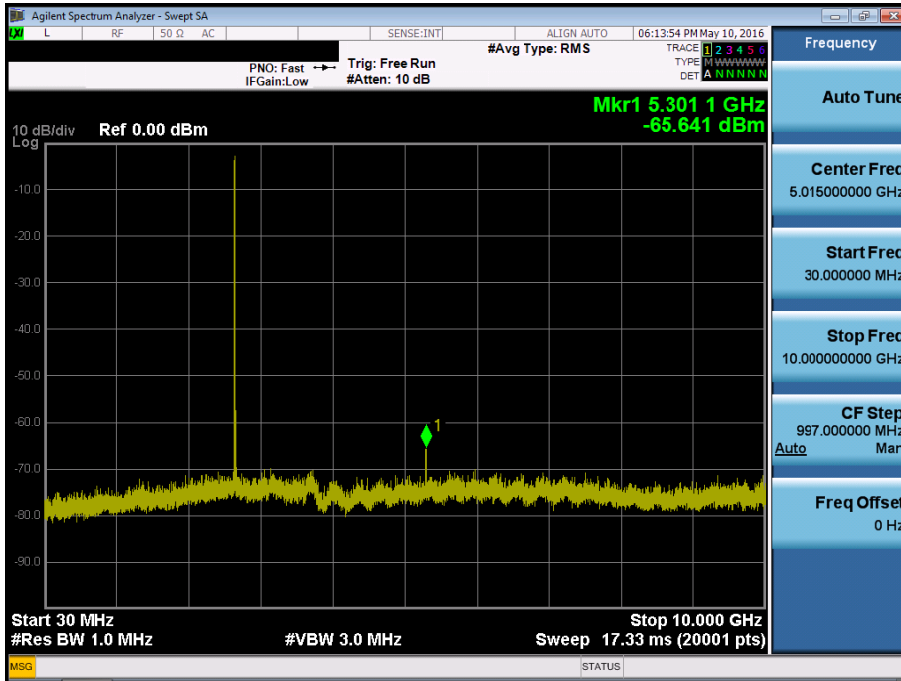 Agilent Spectrum Analyzer - Swept SA
LXI L RF 50 Ω AC SENSE:INT ALIGN AUTO 06:13:54 PM May 10, 2016
PNO: Fast
IFGain:Low
Trig: Free Run
#Atten: 10 dB
#Avg Type: RMS
TRACE 1 2 3 4 5 6
TYPE M WWWWW
DET A N N N N N
Mkr1 5.301 1 GHz
-65.641 dBm
10 dB/div Ref 0.00 dBm
Log
-10.0
-20.0
-30.0
-40.0
-50.0
-60.0
-70.0
-80.0
-90.0
1
Start 30 MHz Stop 10.000 GHz
#Res BW 1.0 MHz #VBW 3.0 MHz Sweep 17.33 ms (20001 pts)
MSG STATUS
Frequency
Auto Tune
Center Freq
5.015000000 GHz
Start Freq
30.000000 MHz
Stop Freq
10.000000000 GHz
CF Step
997.000000 MHz
Auto Man
Freq Offset
0 Hz